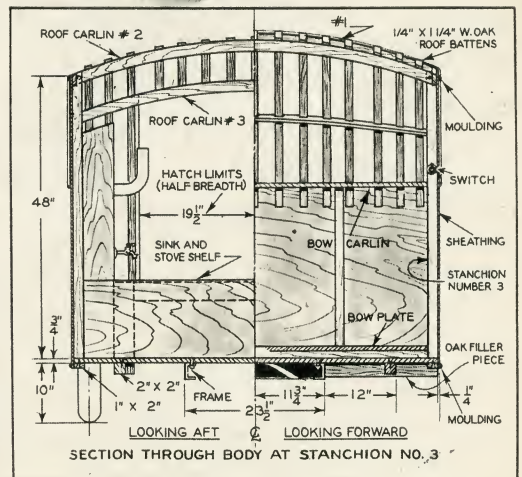 #1
ROOF CARLIN # 2
1/4" X 1 1/4" W. OAK
ROOF BATTENS
ROOF CARLIN # 3
MOULDING
HATCH LIMITS
(HALF BREADTH)
SWITCH
48"
19 1/2"
SINK AND
STOVE SHELF
BOW CARLIN
SHEATHING
STANCHION
NUMBER 3
BOW PLATE
4 3/4"
OAK FILLER
PIECE
10"
2" X 2"
1" X 2"
FRAME
11 3/4"
12"
1/4"
23 1/2"
MOULDING
LOOKING AFT
LOOKING FORWARD
SECTION THROUGH BODY AT STANCHION NO. 3